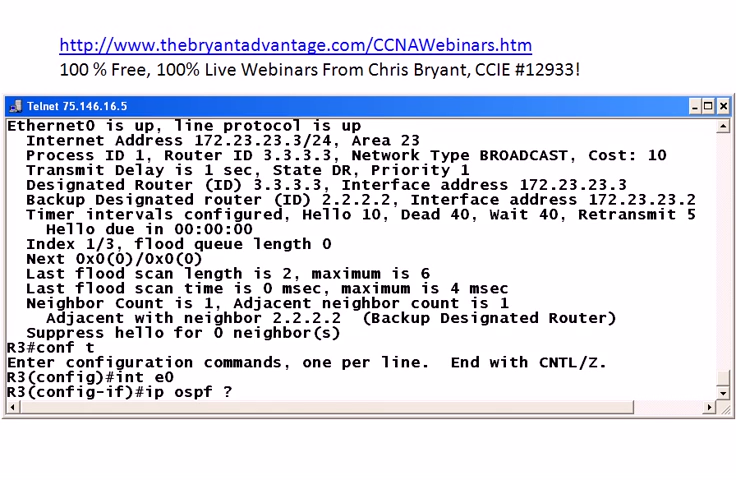 http://www.thebryantadvantage.com/CCNAWebinars.htm
100 % Free, 100% Live Webinars From Chris Bryant, CCIE #12933!
Telnet 75.146.16.5
Ethernet0 is up, line protocol is up
Internet Address 172.23.23.3/24, Area 23
Process ID 1, Router ID 3.3.3.3, Network Type BROADCAST, Cost: 10
Transmit Delay is 1 sec, State DR, Priority 1
Designated Router (ID) 3.3.3.3, Interface address 172.23.23.3
Backup Designated router (ID) 2.2.2.2, Interface address 172.23.23.2
Timer intervals configured, Hello 10, Dead 40, Wait 40, Retransmit 5
Hello due in 00:00:00
Index 1/3, flood queue length 0
Next 0x0(0)/0x0(0)
Last flood scan length is 2, maximum is 6
Last flood scan time is 0 msec, maximum is 4 msec
Neighbor Count is 1, Adjacent neighbor count is 1
Adjacent with neighbor 2.2.2.2  (Backup Designated Router)
Suppress hello for 0 neighbor(s)
R3#conf t
Enter configuration commands, one per line.  End with CNTL/Z.
R3(config)#int e0
R3(config-if)#ip ospf ?